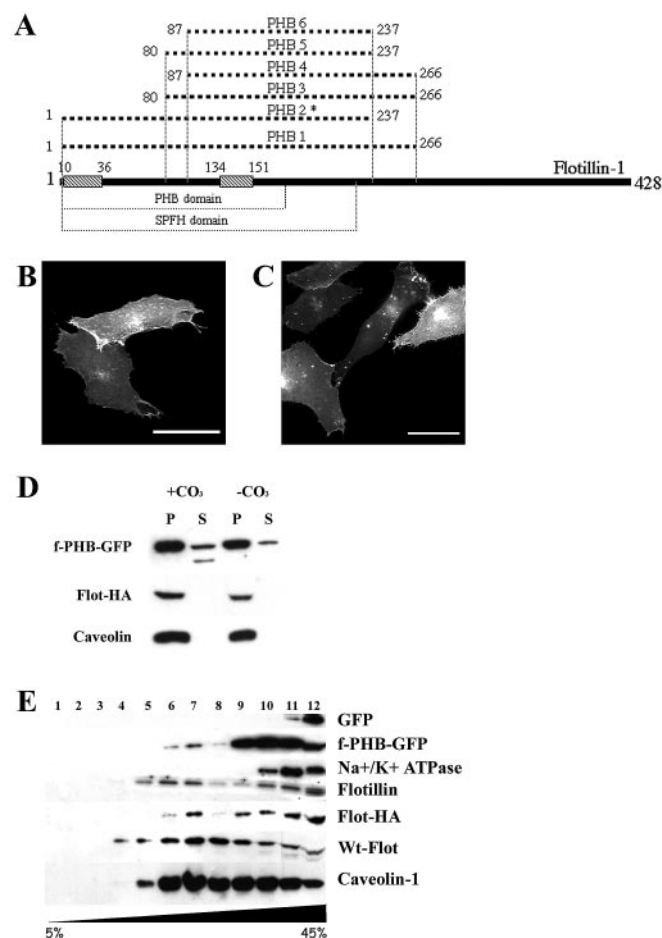 A
87 PHB 6 237
80 PHB 5 237
87 PHB 4 266
80 PHB 3 266
1 PHB 2 * 237
1 PHB 1 266
10 36 134 151 Flotillin-1
1 428
PHB domain
SPFH domain
B C
D
+CO₃ -CO₃
P S P S
f-PHB-GFP
Flot-HA
Caveolin
E 1 2 3 4 5 6 7 8 9 10 11 12
GFP
f-PHB-GFP
Na+/K+ ATPase
Flotillin
Flot-HA
Wt-Flot
Caveolin-1
5% 45%